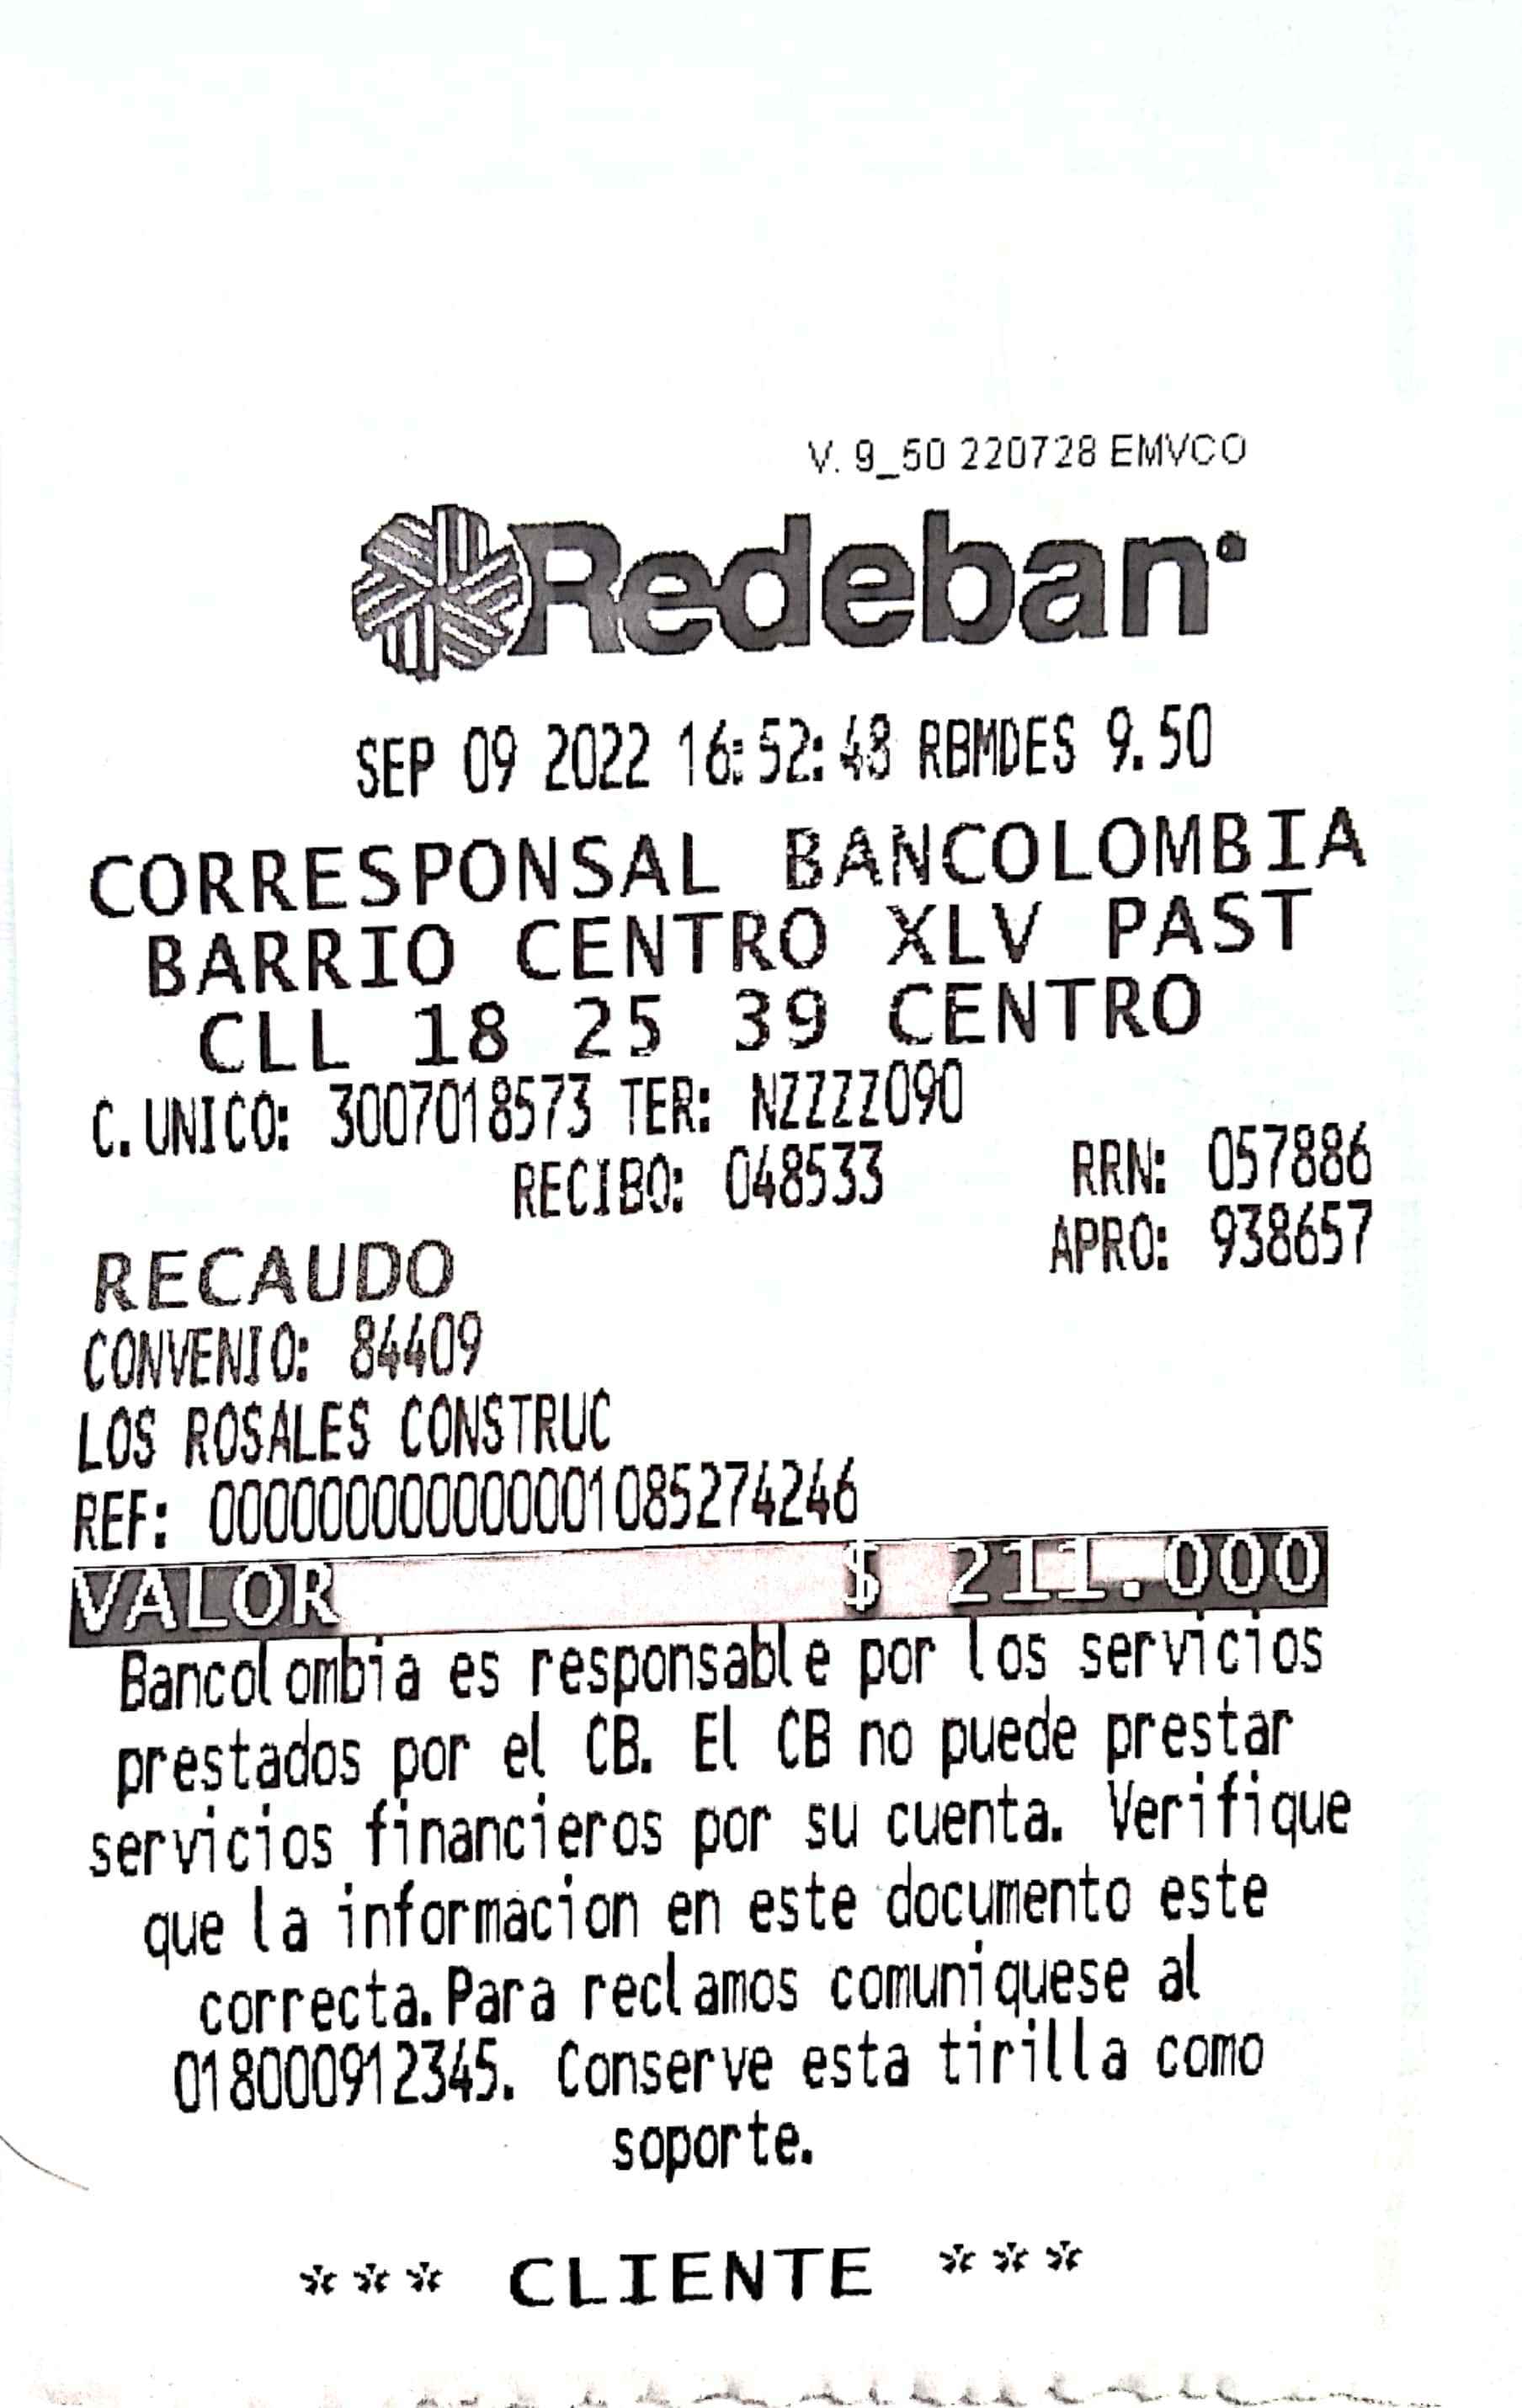 V. 9_50 220728 EMVCO
Redeban
SEP 09 2022 16:52:48 RBMDES 9.50
CORRESPONSAL BANCOLOMBIA
BARRIO CENTRO XLV PAST
CLL 18 25 39 CENTRO
C.UNICO: 3007018573 TER: NZZZZ090
RECIBO: 048533 RRN: 057886
APRO: 938657
RECAUDO
CONVENIO: 84409
LOS ROSALES CONSTRUC
REF: 00000000000001085274246
VALOR $ 211.000
Bancolombia es responsable por los servicios
prestados por el CB. El CB no puede prestar
servicios financieros por su cuenta. Verifique
que la informacion en este documento este
correcta.Para reclamos comuniquese al
018000912345. Conserve esta tirilla como
soporte.
*** CLIENTE ***